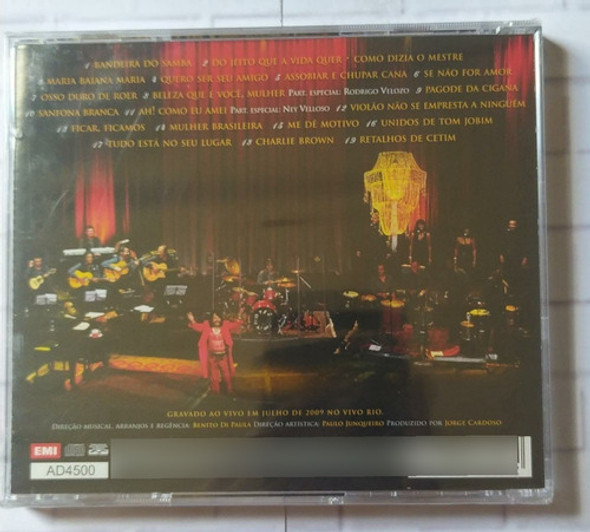 1 BANDEIRA DO SAMBA 2 DO JEITO QUE A VIDA QUER * COMO DIZIA O MESTRE
3 MARIA BAIANA MARIA 4 QUERO SER SEU AMIGO 5 ASSOBIAR E CHUPAR CANA 6 SE NÃO FOR AMOR
7 OSSO DURO DE ROER 8 BELEZA QUE É VOCÊ, MULHER PART. ESPECIAL: RODRIGO VELOZO 9 PAGODE DA CIGANA
10 SANFONA BRANCA 11 AH! COMO EU AMEI PART. ESPECIAL: NEY VELLOSO 12 VIOLÃO NÃO SE EMPRESTA A NINGUÉM
13 FICAR, FICAMOS 14 MULHER BRASILEIRA 15 ME DÊ MOTIVO 16 UNIDOS DE TOM JOBIM
17 TUDO ESTÁ NO SEU LUGAR 18 CHARLIE BROWN 19 RETALHOS DE CETIM
GRAVADO AO VIVO EM JULHO DE 2009 NO VIVO RIO.
DIREÇÃO MUSICAL, ARRANJOS E REGÊNCIA: BENITO DI PAULA DIREÇÃO ARTÍSTICA: PAULO JUNQUEIRO PRODUZIDO POR JORGE CARDOSO
EMI
AD4500